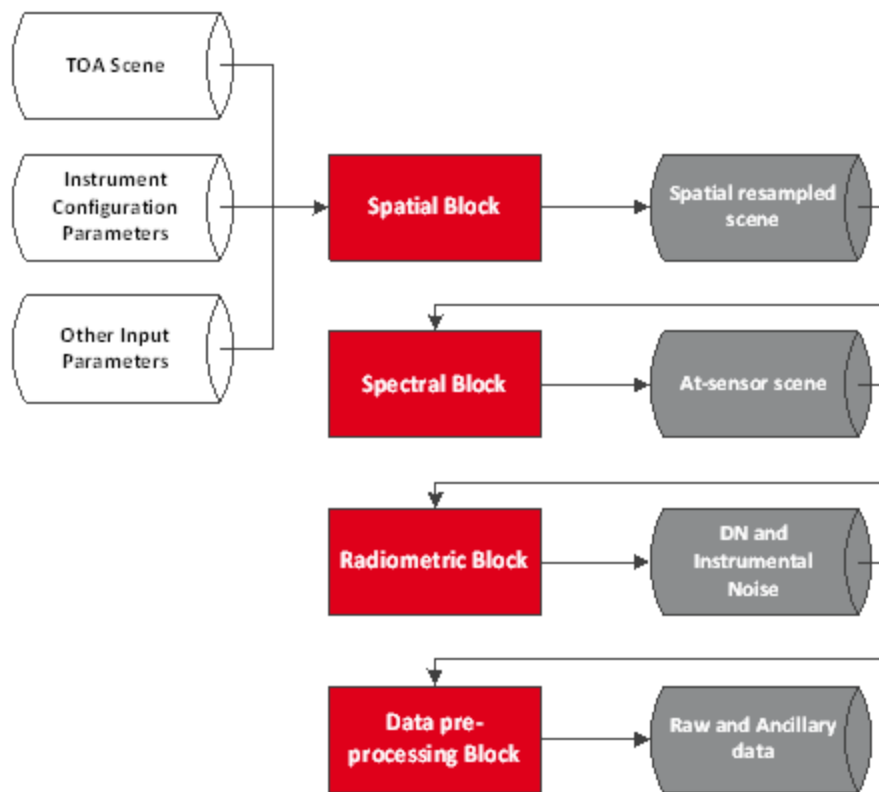 TOA Scene
Instrument
Configuration
Parameters
Spatial Block
Spatial resampled
scene
Other Input
Parameters
Spectral Block
At-sensor scene
Radiometric Block
DN and
Instrumental
Noise
Data pre-
processing Block
Raw and Ancillary
data